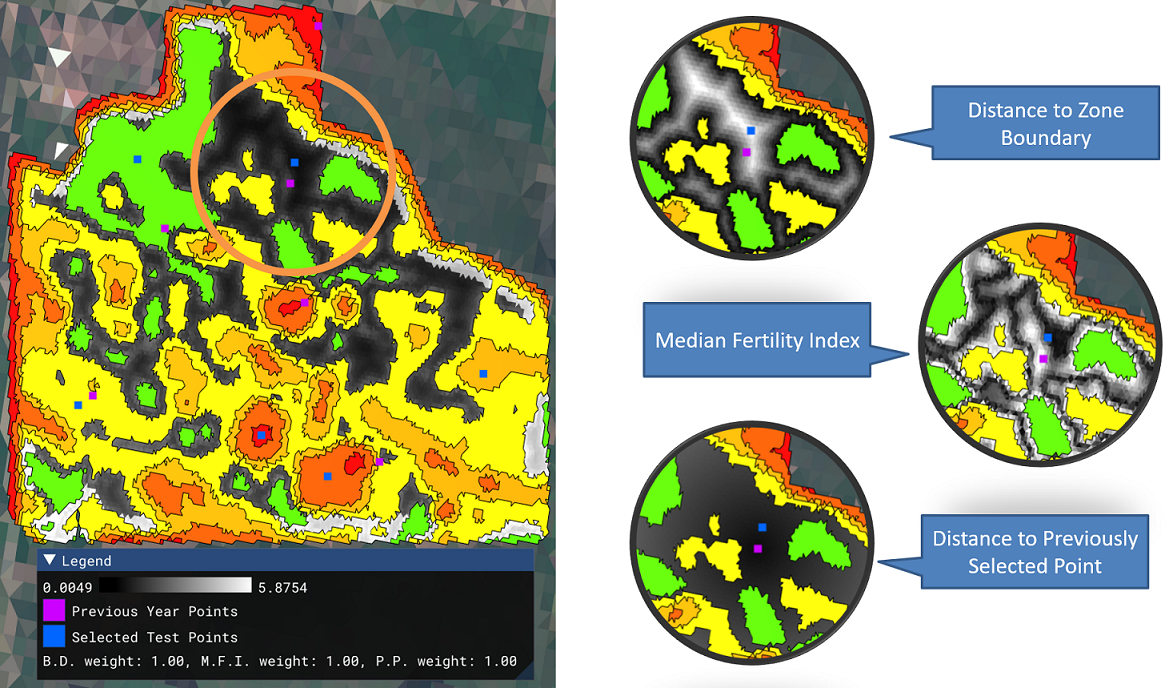 Distance to Zone
Boundary
Median Fertility Index
Distance to Previously
Selected Point
Legend
0.0049 5.8754
Previous Year Points
Selected Test Points
B.D. weight: 1.00, M.F.I. weight: 1.00, P.P. weight: 1.00